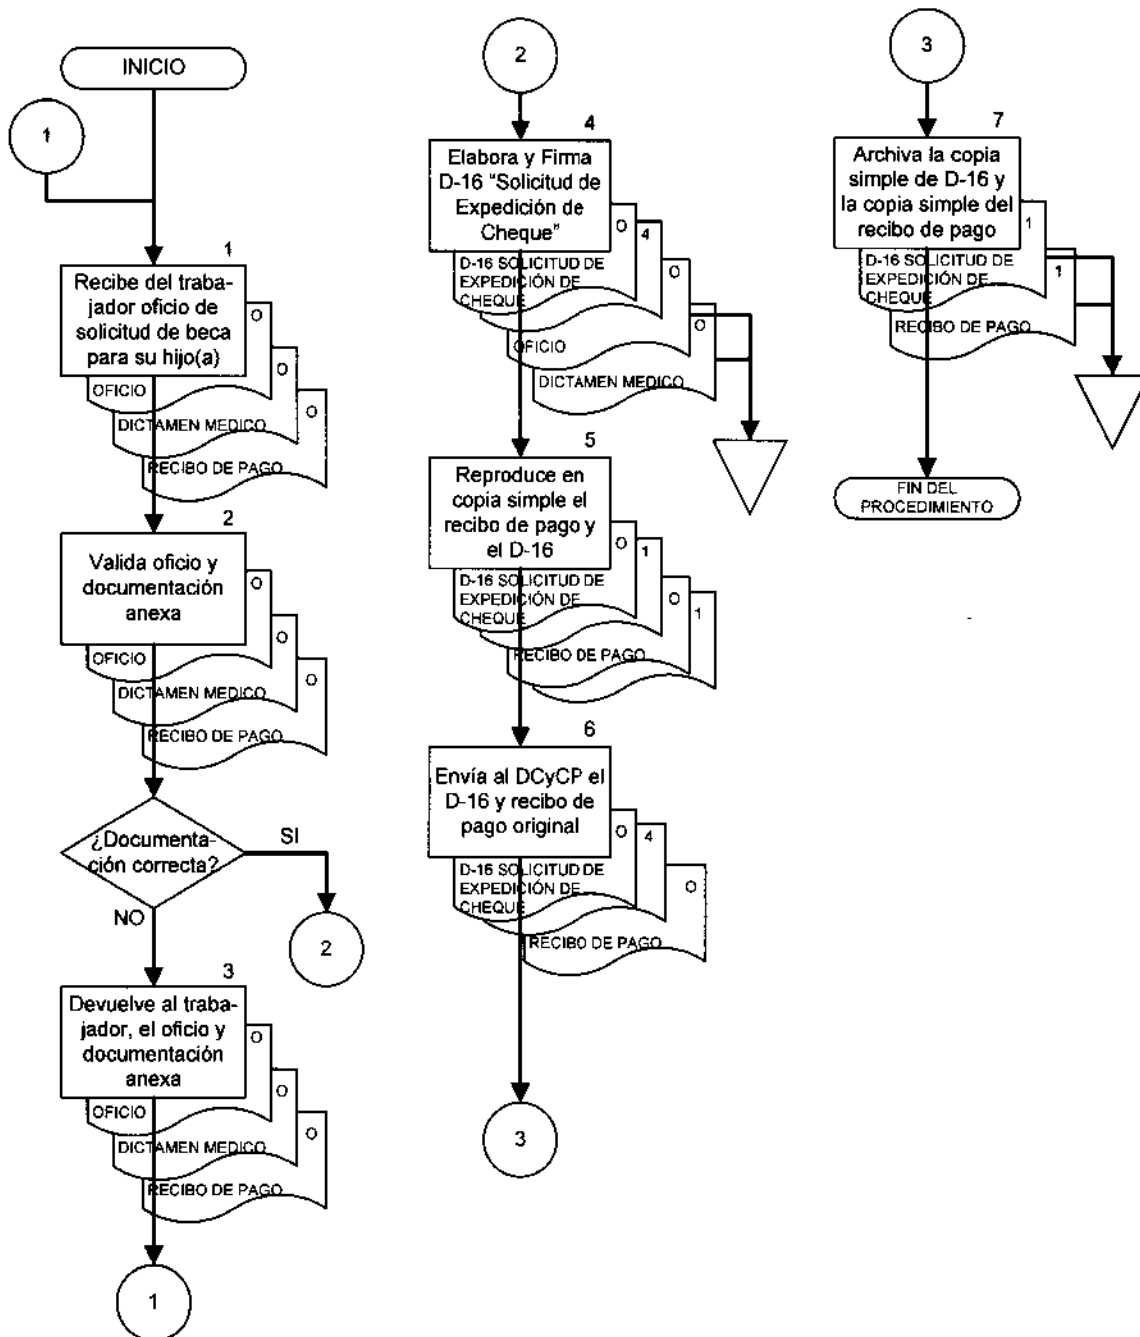 INICIO
1
1
Recibe del traba-
jador oficio de
solicitud de beca
para su hijo(a)
O
OFICIO
O
DICTAMEN MEDICO
O
RECIBO DE PAGO
2
Valida oficio y
documentación
anexa
O
OFICIO
O
DICTAMEN MEDICO
O
RECIBO DE PAGO
¿Documenta-
ción correcta?
SI
2
NO
3
Devuelve al traba-
jador, el oficio y
documentación
anexa
O
OFICIO
O
DICTAMEN MEDICO
O
RECIBO DE PAGO
1
2
4
Elabora y Firma
D-16 “Solicitud de
Expedición de
Cheque”
O
4
D-16 SOLICITUD DE
EXPEDICIÓN DE
CHEQUE
O
OFICIO
O
DICTAMEN MEDICO
5
Reproduce en
copia simple el
recibo de pago y
el D-16
O
1
D-16 SOLICITUD DE
EXPEDICIÓN DE
CHEQUE
O
1
RECIBO DE PAGO
6
Envía al DCyCP el
D-16 y recibo de
pago original
O
4
D-16 SOLICITUD DE
EXPEDICIÓN DE
CHEQUE
O
RECIBO DE PAGO
3
3
7
Archiva la copia
simple de D-16 y
la copia simple del
recibo de pago
1
D-16 SOLICITUD DE
EXPEDICIÓN DE
CHEQUE
1
RECIBO DE PAGO
FIN DEL
PROCEDIMIENTO